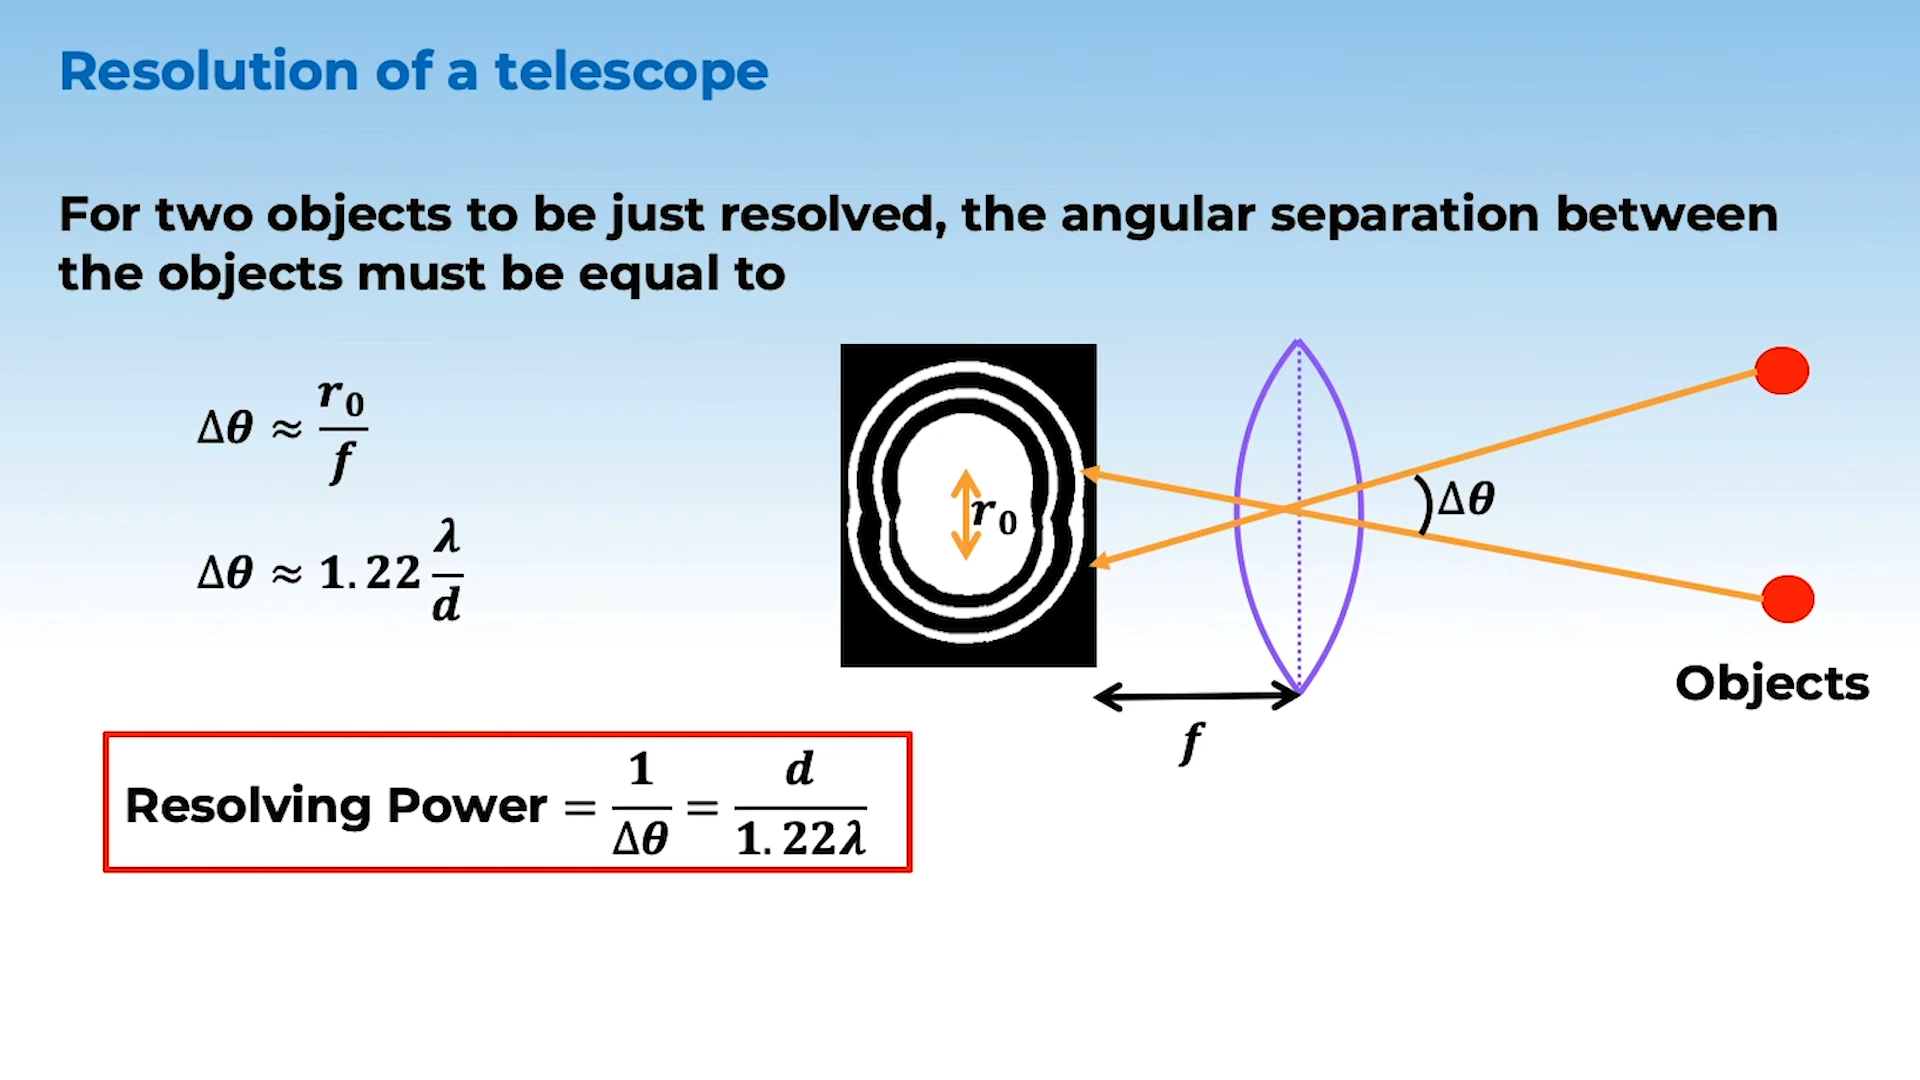 Resolution of a telescope
For two objects to be just resolved, the angular separation between
the objects must be equal to
Δθ ≈ r₀/f
Δθ ≈ 1.22 λ/d
r₀
Δθ
Objects
f
Resolving Power = 1/Δθ = d/1.22λ